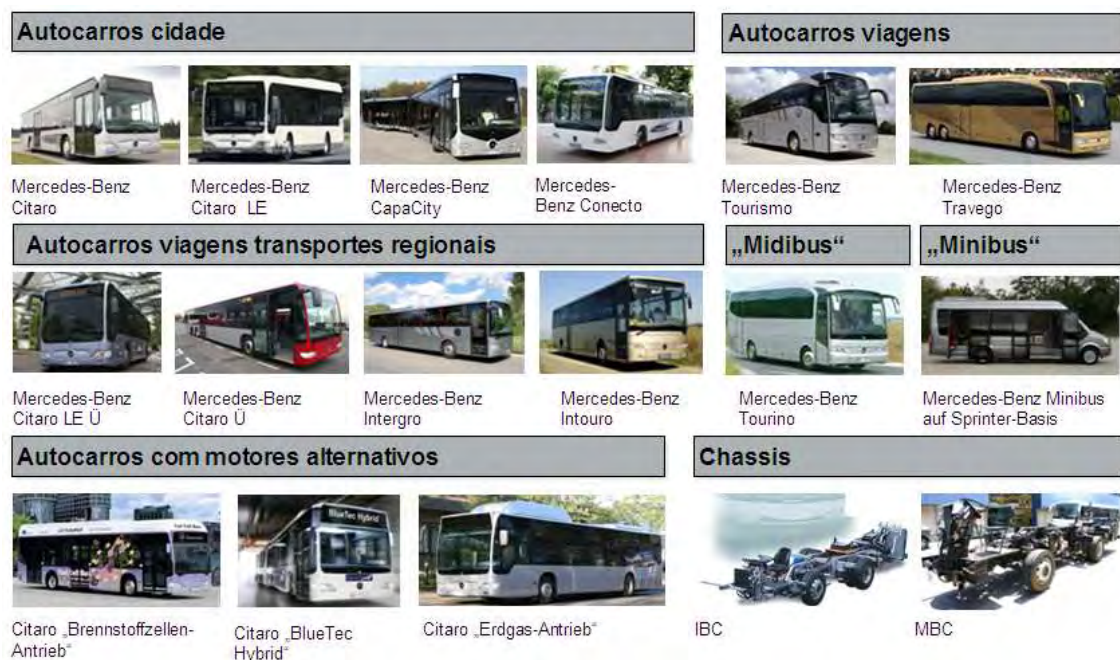 Autocarros cidade
Autocarros viagens
Mercedes-Benz
Citaro
Mercedes-Benz
Citaro LE
Mercedes-Benz
CapaCity
Mercedes-
Benz Conecto
Mercedes-Benz
Tourismo
Mercedes-Benz
Travego
Autocarros viagens transportes regionais
„Midibus“
„Minibus“
Mercedes-Benz
Citaro LE Ü
Mercedes-Benz
Citaro Ü
Mercedes-Benz
Intergro
Mercedes-Benz
Intouro
Mercedes-Benz
Tourino
Mercedes-Benz Minibus
auf Sprinter-Basis
Autocarros com motores alternativos
Chassis
BlueTec Hybrid
Citaro „Brennstoffzellen-
Antrieb“
Citaro „BlueTec
Hybrid“
Citaro „Erdgas-Antrieb“
IBC
MBC